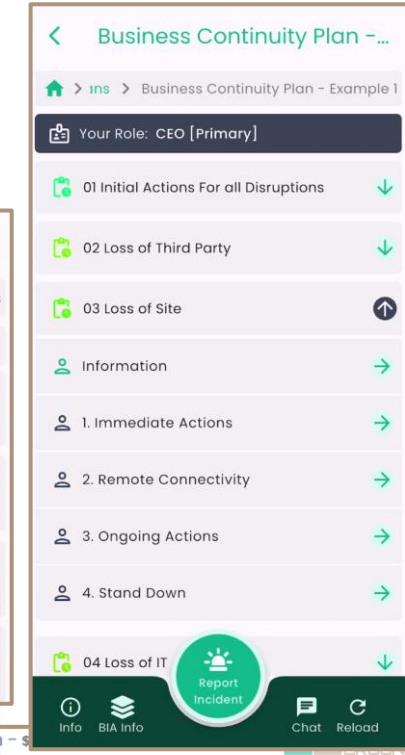 Business Continuity Plan -...
> ans > Business Continuity Plan - Example 1
Your Role: CEO [Primary]
01 Initial Actions For all Disruptions
02 Loss of Third Party
03 Loss of Site
Information
1. Immediate Actions
2. Remote Connectivity
3. Ongoing Actions
4. Stand Down
04 Loss of IT
Report
Incident
Info BIA Info Chat Reload